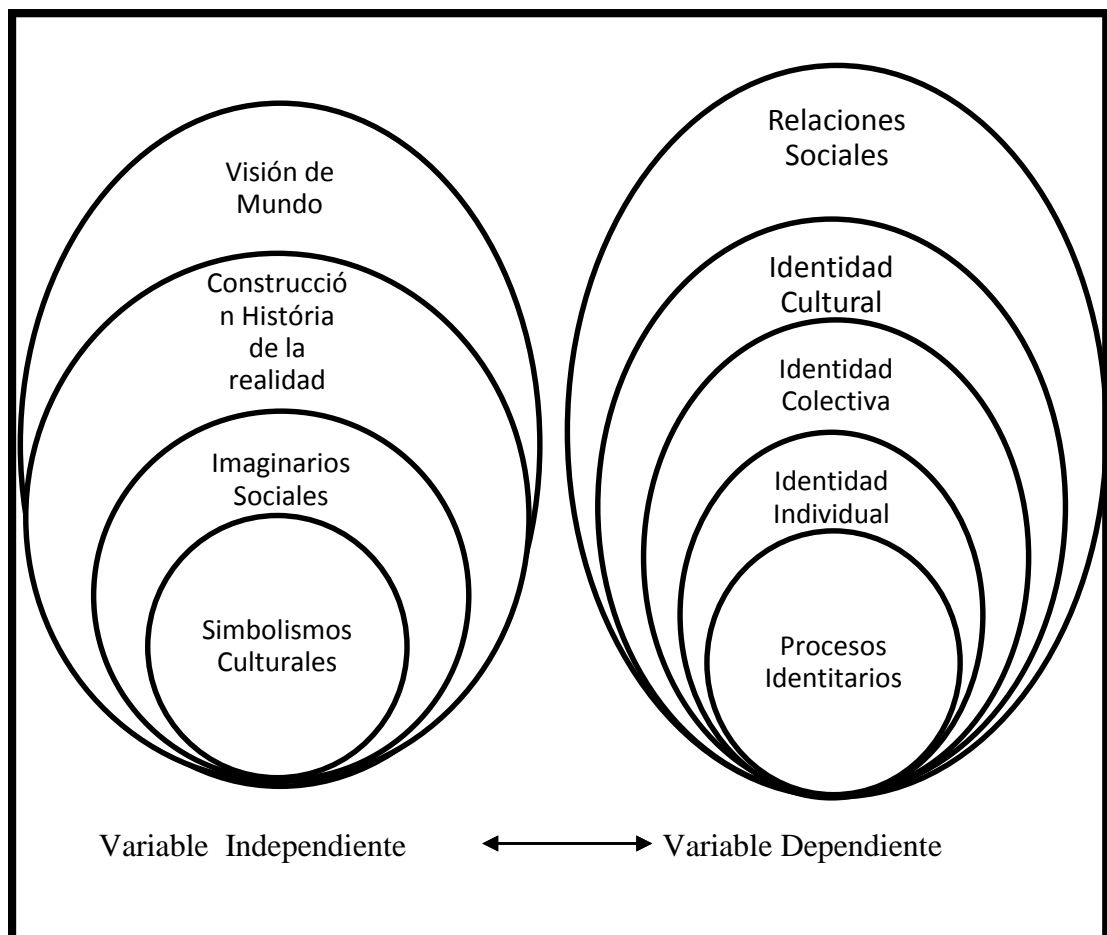 Visión de
Mundo
Construcció
n História
de la
realidad
Imaginarios
Sociales
Simbolismos
Culturales
Relaciones
Sociales
Identidad
Cultural
Identidad
Colectiva
Identidad
Individual
Procesos
Identitarios
Variable Independiente
Variable Dependiente